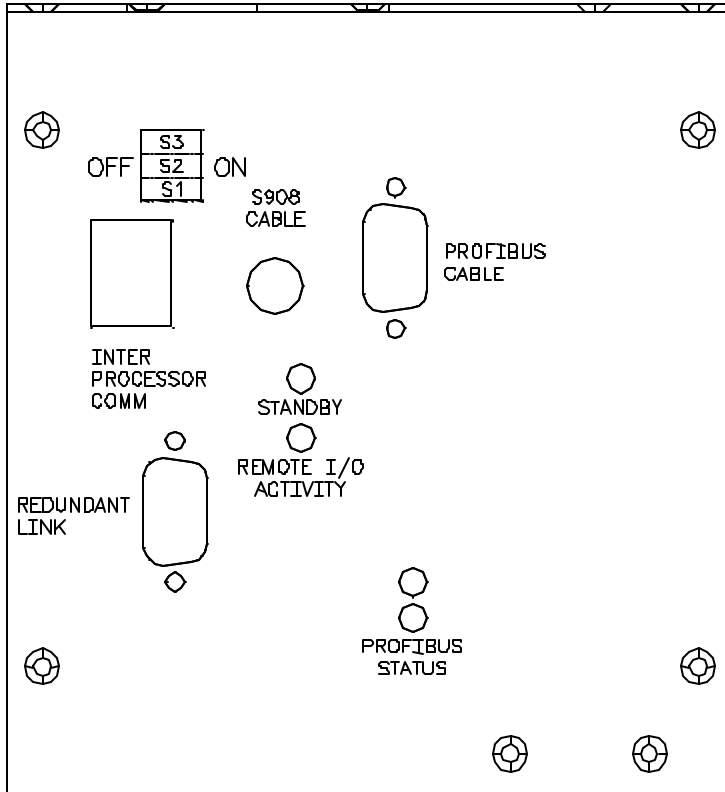 S3
OFF S2 ON
S1
S908
CABLE
PROFIBUS
CABLE
INTER
PROCESSOR
COMM
STANDBY
REMOTE I/O
ACTIVITY
REDUNDANT
LINK
PROFIBUS
STATUS